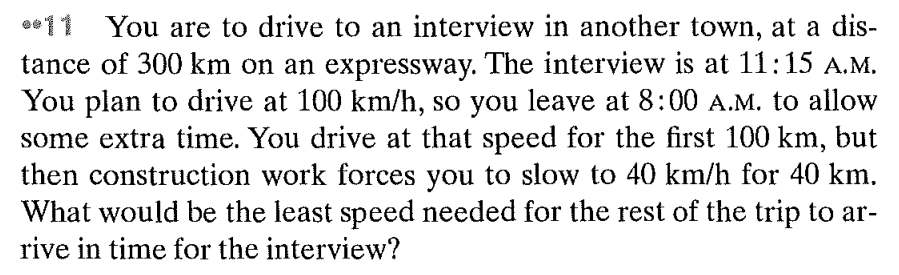 ••11 You are to drive to an interview in another town, at a dis-
tance of 300 km on an expressway. The interview is at 11:15 A.M.
You plan to drive at 100 km/h, so you leave at 8:00 A.M. to allow
some extra time. You drive at that speed for the first 100 km, but
then construction work forces you to slow to 40 km/h for 40 km.
What would be the least speed needed for the rest of the trip to ar-
rive in time for the interview?